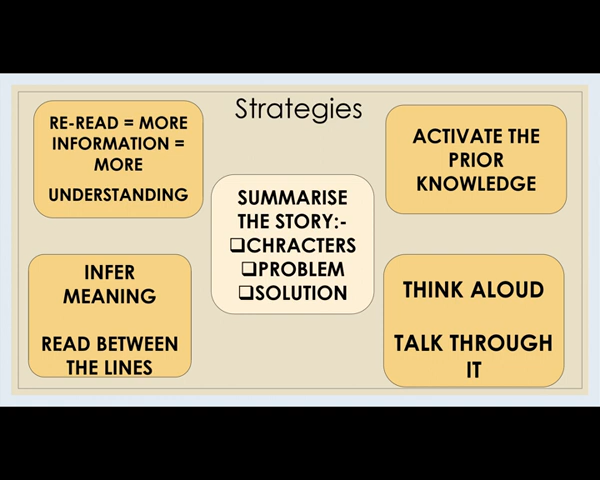 Strategies
RE-READ = MORE
INFORMATION =
MORE
UNDERSTANDING
ACTIVATE THE
PRIOR
KNOWLEDGE
SUMMARISE
THE STORY:-
❑CHRACTERS
❑PROBLEM
❑SOLUTION
INFER
MEANING
READ BETWEEN
THE LINES
THINK ALOUD
TALK THROUGH
IT